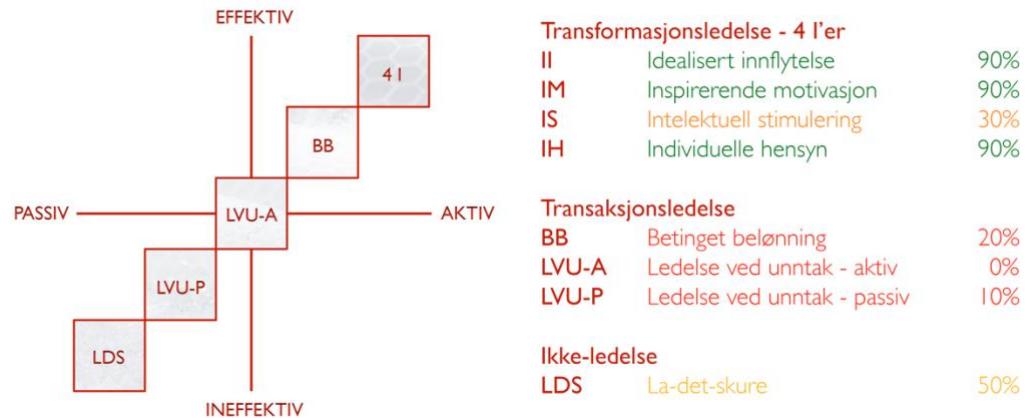 EFFEKTIV
4 I
BB
PASSIV
LVU-A
AKTIV
LVU-P
LDS
INEFFEKTIV
Transformasjonsledelse - 4 I'er
II Idealisert innflytelse 90%
IM Inspirerende motivasjon 90%
IS Intelektuell stimulering 30%
IH Individuelle hensyn 90%
Transaksjonsledelse
BB Betinget belønning 20%
LVU-A Ledelse ved unntak - aktiv 0%
LVU-P Ledelse ved unntak - passiv 10%
Ikke-ledelse
LDS La-det-skure 50%